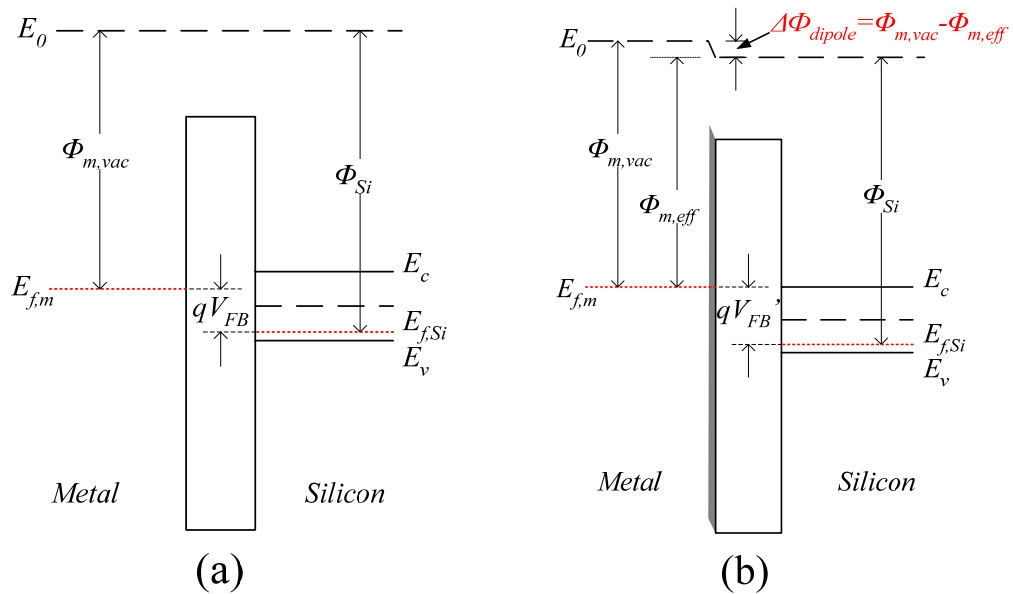 E0
Φm,vac
ΦSi
Ef,m
qVFB
Ec
Ef,Si
Ev
Metal
Silicon
(a)
E0
ΔΦdipole=Φm,vac-Φm,eff
Φm,vac
Φm,eff
ΦSi
Ef,m
qVFB’
Ec
Ef,Si
Ev
Metal
Silicon
(b)